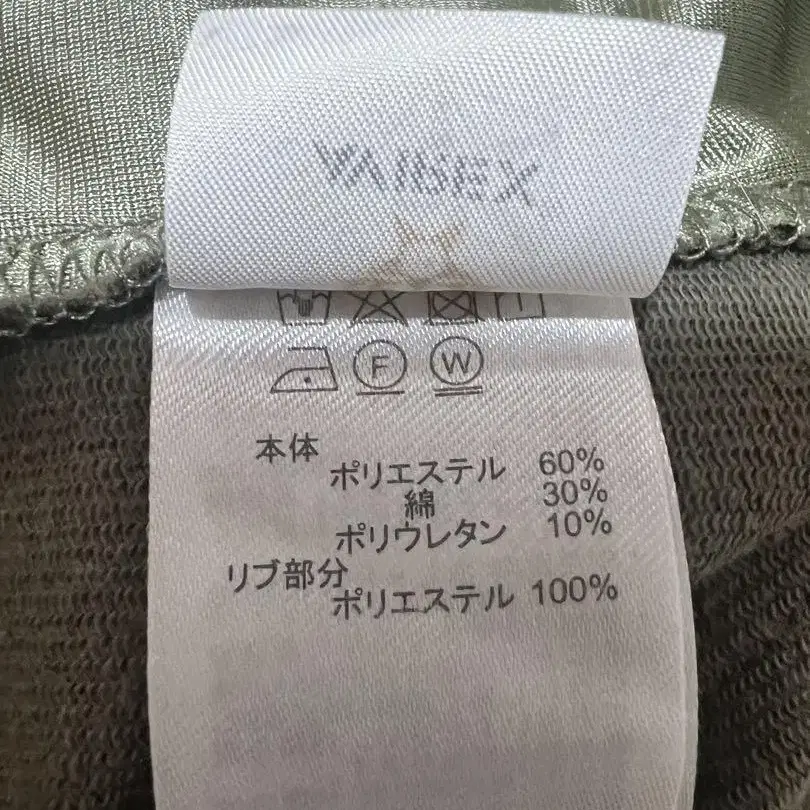 F W
本体
ポリエステル 60%
綿 30%
ポリウレタン 10%
リブ部分
ポリエステル 100%